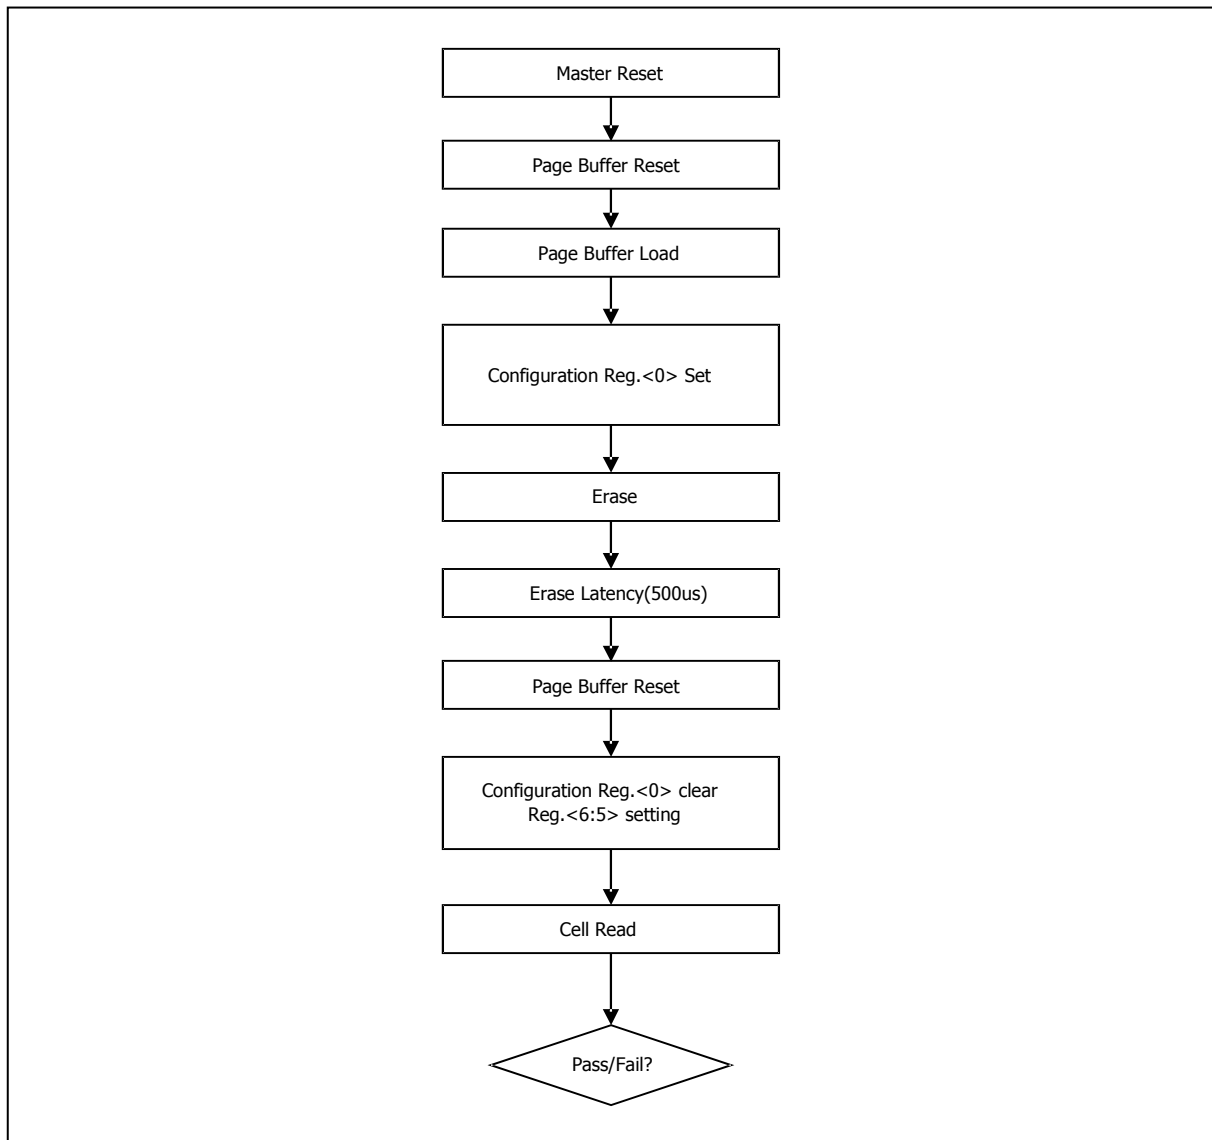 Master Reset
Page Buffer Reset
Page Buffer Load
Configuration Reg.<0> Set
Erase
Erase Latency(500us)
Page Buffer Reset
Configuration Reg.<0> clear
Reg.<6:5> setting
Cell Read
Pass/Fail?